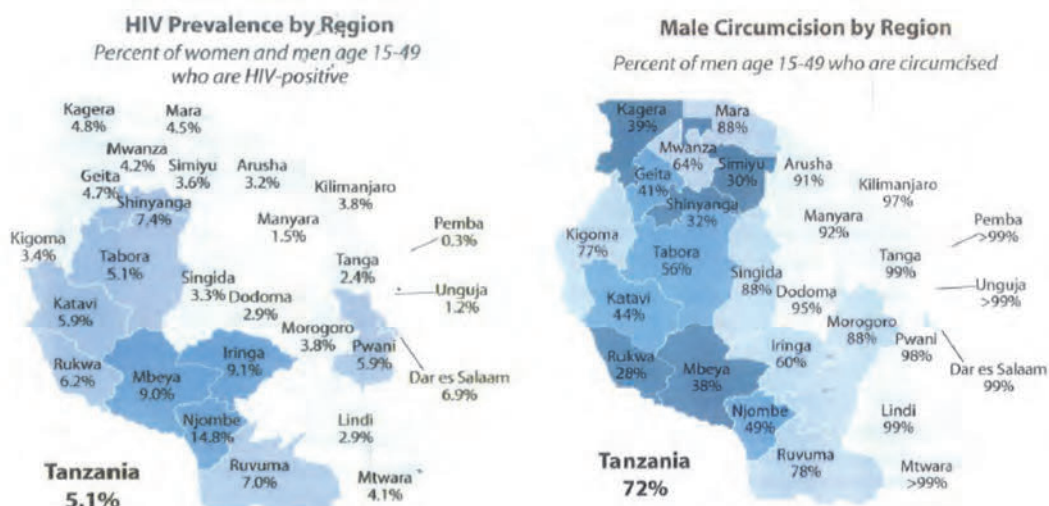 HIV Prevalence by Region
Percent of women and men age 15-49
who are HIV-positive
Kagera
4.8%
Mara
4.5%
Mwanza
4.2%
Simiyu
3.6%
Arusha
3.2%
Geita
4.7%
Shinyanga
7.4%
Kilimanjaro
3.8%
Manyara
1.5%
Pemba
0.3%
Kigoma
3.4%
Tabora
5.1%
Tanga
2.4%
Singida
3.3%
Unguja
1.2%
Dodoma
2.9%
Katavi
5.9%
Morogoro
3.8%
Pwani
5.9%
Iringa
9.1%
Rukwa
6.2%
Mbeya
9.0%
Dar es Salaam
6.9%
Njombe
14.8%
Lindi
2.9%
Ruvuma
7.0%
Mtwara
4.1%
Tanzania
5.1%
Male Circumcision by Region
Percent of men age 15-49 who are circumcised
Kagera
39%
Mara
88%
Mwanza
64%
Simiyu
30%
Arusha
91%
Geita
41%
Kilimanjaro
97%
Shinyanga
32%
Manyara
92%
Pemba
>99%
Kigoma
77%
Tabora
56%
Tanga
99%
Singida
88%
Unguja
>99%
Dodoma
95%
Katavi
44%
Morogoro
88%
Pwani
98%
Iringa
60%
Rukwa
28%
Mbeya
38%
Dar es Salaam
99%
Njombe
49%
Lindi
99%
Ruvuma
78%
Mtwara
>99%
Tanzania
72%